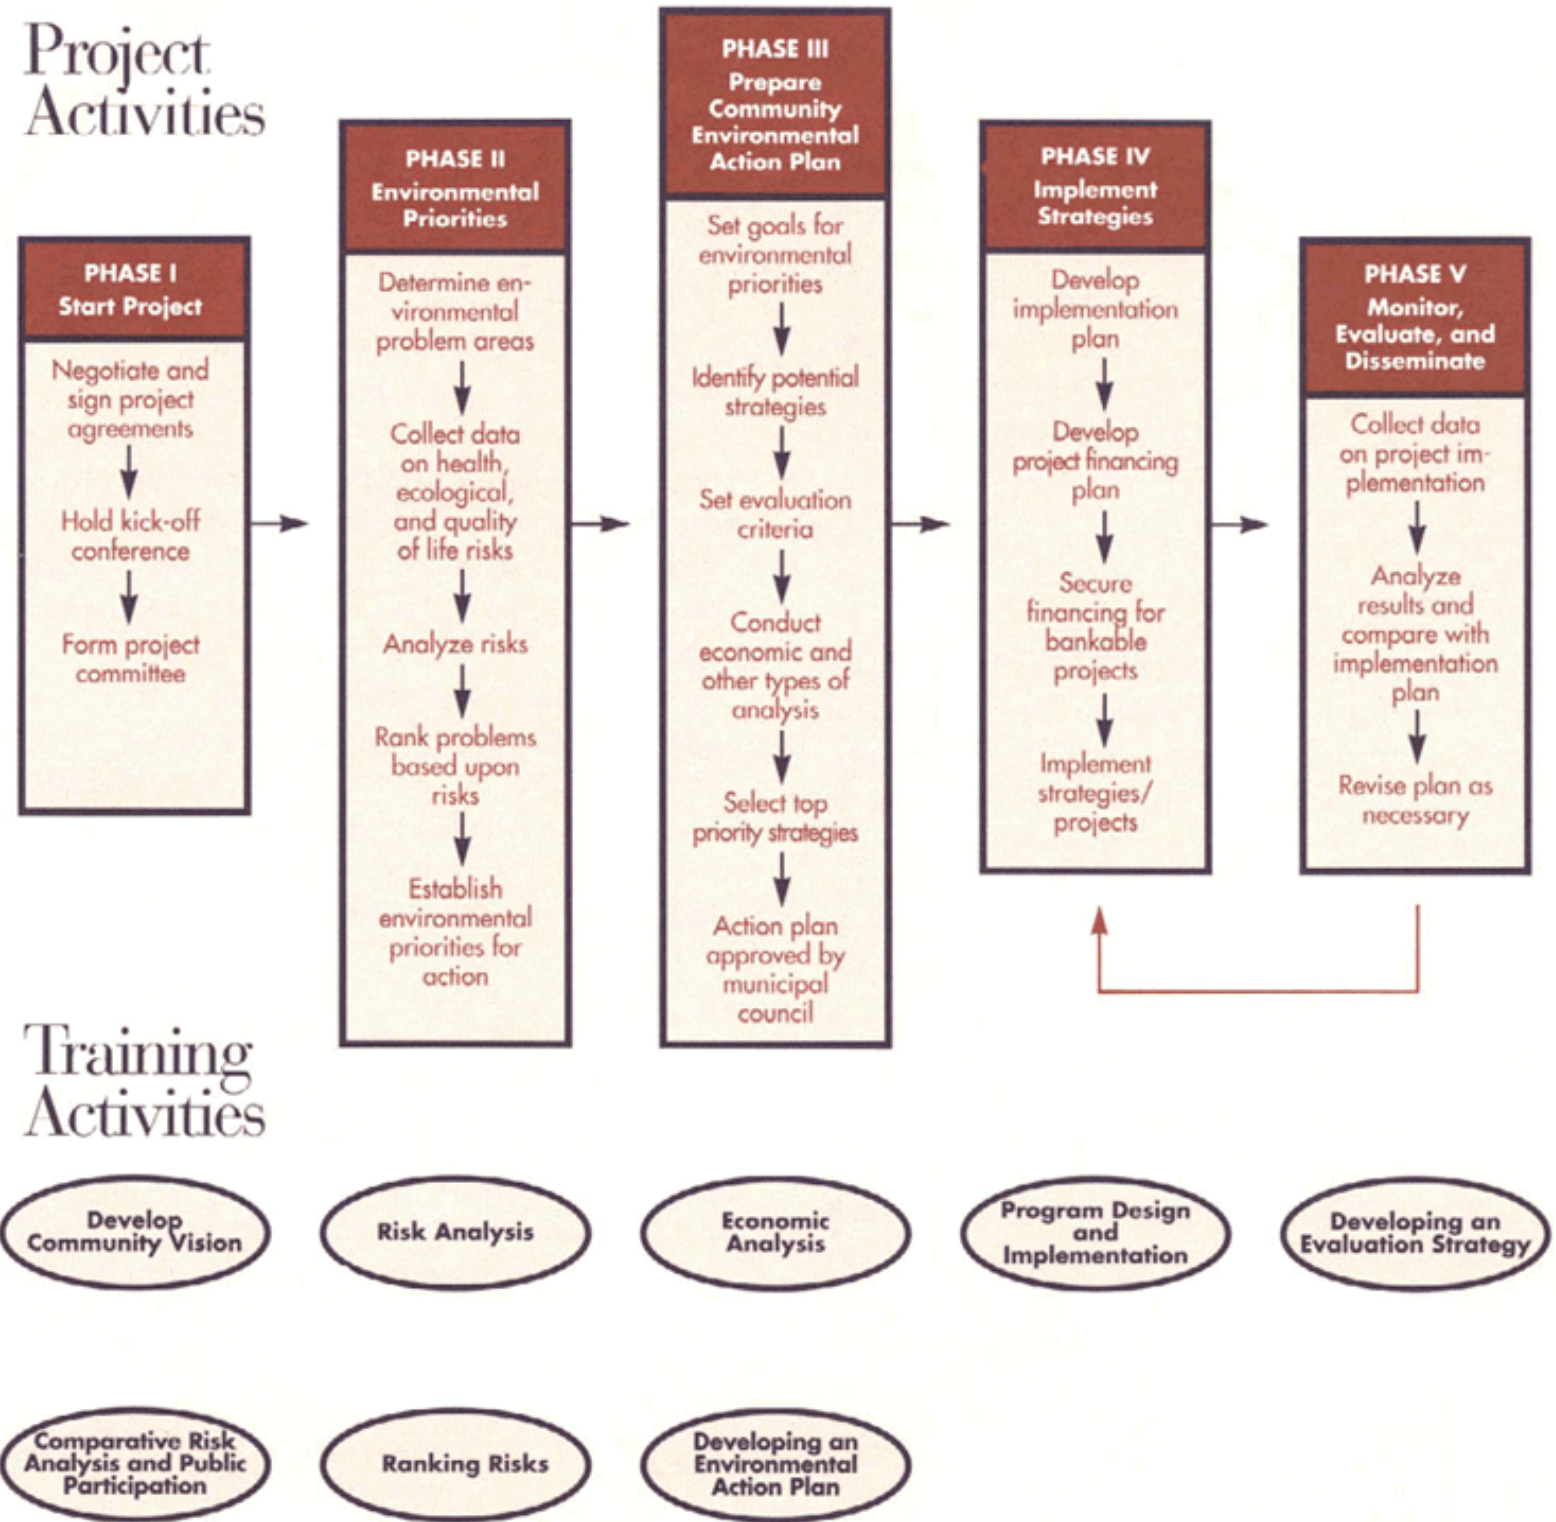 Project
Activities
PHASE I
Start Project
Negotiate and
sign project
agreements
Hold kick-off
conference
Form project
committee
PHASE II
Environmental
Priorities
Determine en-
vironmental
problem areas
Collect data
on health,
ecological,
and quality
of life risks
Analyze risks
Rank problems
based upon
risks
Establish
environmental
priorities for
action
PHASE III
Prepare
Community
Environmental
Action Plan
Set goals for
environmental
priorities
Identify potential
strategies
Set evaluation
criteria
Conduct
economic and
other types of
analysis
Select top
priority strategies
Action plan
approved by
municipal
council
PHASE IV
Implement
Strategies
Develop
implementation
plan
Develop
project financing
plan
Secure
financing for
bankable
projects
Implement
strategies/
projects
PHASE V
Monitor,
Evaluate, and
Disseminate
Collect data
on project im-
plementation
Analyze
results and
compare with
implementation
plan
Revise plan as
necessary
Training
Activities
Develop
Community Vision
Risk Analysis
Economic
Analysis
Program Design
and
Implementation
Developing an
Evaluation Strategy
Comparative Risk
Analysis and Public
Participation
Ranking Risks
Developing an
Environmental
Action Plan